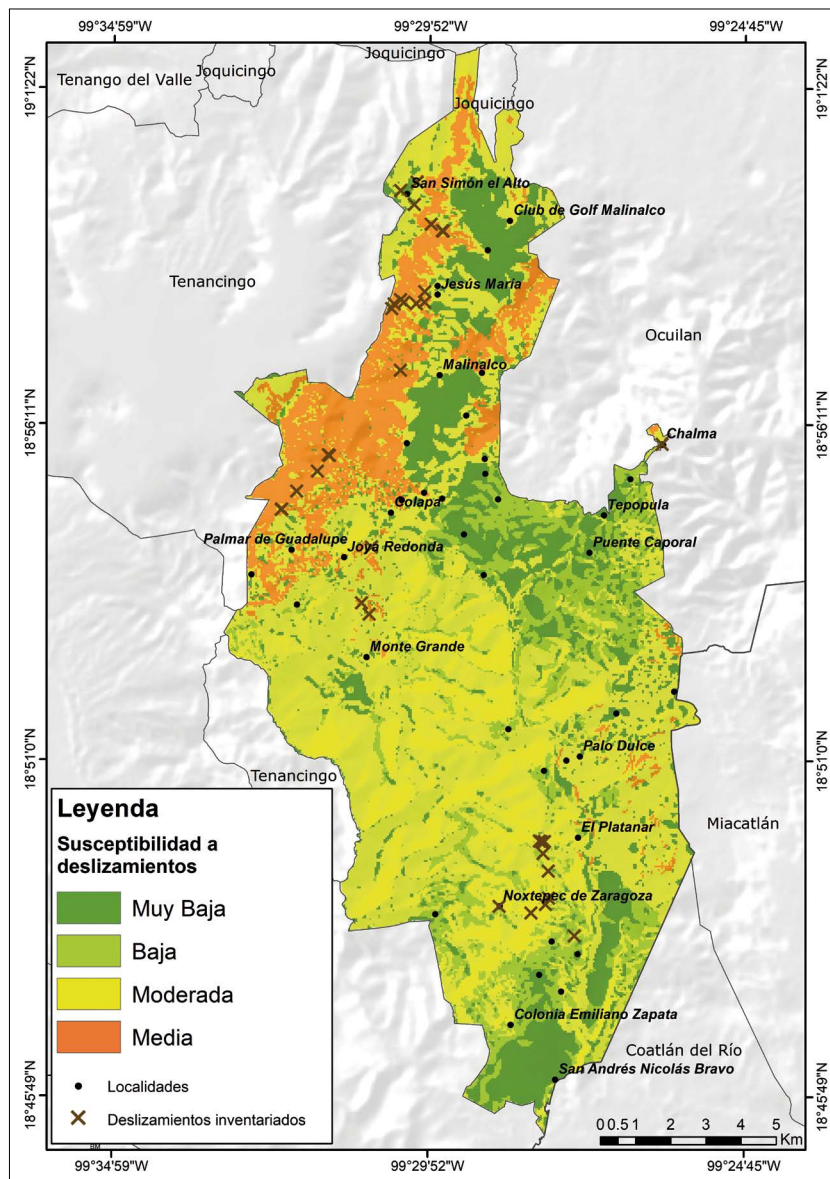 99°34'59"W
99°29'52"W
99°24'45"W
Joquicingo
Joquicingo
Tenango del Valle
Joquicingo
19°1'22"N
19°1'22"N
San Simón el Alto
Club de Golf Malinalco
Tenancingo
Jesús María
Ocuilan
Malinalco
18°56'11"N
18°56'11"N
Chalma
Colapa
Tepopula
Palmar de Guadalupe
Joya Redonda
Puente Caporal
Monte Grande
Palo Dulce
18°51'0"N
18°51'0"N
Tenancingo
El Platanar
Miacatlán
Noxtepec de Zaragoza
Colonia Emiliano Zapata
Coatlán del Río
San Andrés Nicolás Bravo
18°45'49"N
18°45'49"N
Leyenda
Susceptibilidad a
deslizamientos
Muy Baja
Baja
Moderada
Media
Localidades
Deslizamientos inventariados
0 0.5 1 2 3 4 5
Km
BM
99°34'59"W
99°29'52"W
99°24'45"W